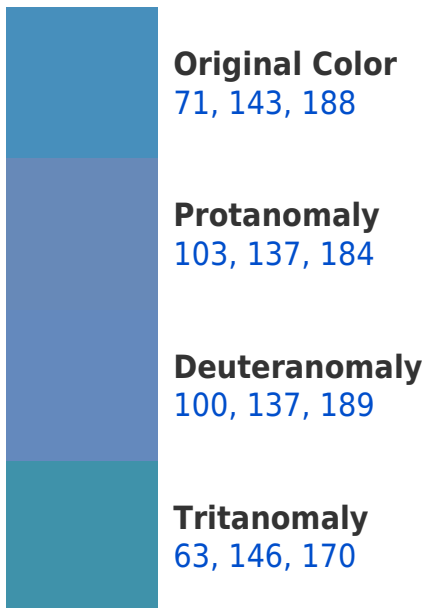 Original Color
71, 143, 188
Protanomaly
103, 137, 184
Deuteranomaly
100, 137, 189
Tritanomaly
63, 146, 170